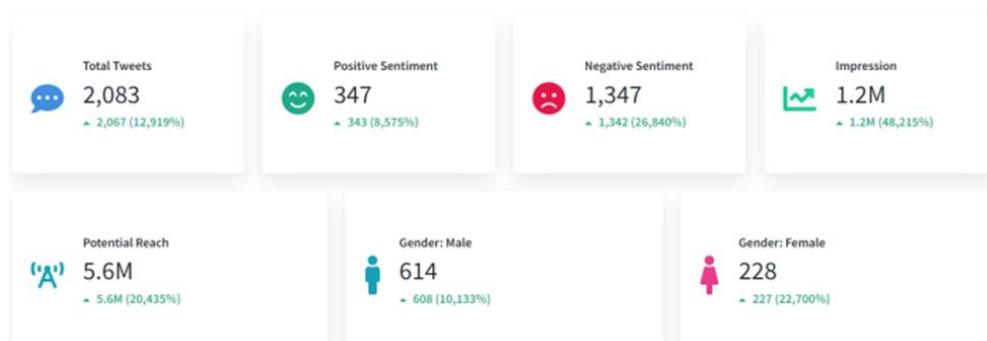 Total Tweets
2,083
2,067 (12,919%)
Positive Sentiment
347
343 (8,575%)
Negative Sentiment
1,347
1,342 (26,840%)
Impression
1.2M
1.2M (48,215%)
Potential Reach
5.6M
5.6M (20,435%)
Gender: Male
614
608 (10,133%)
Gender: Female
228
227 (22,700%)